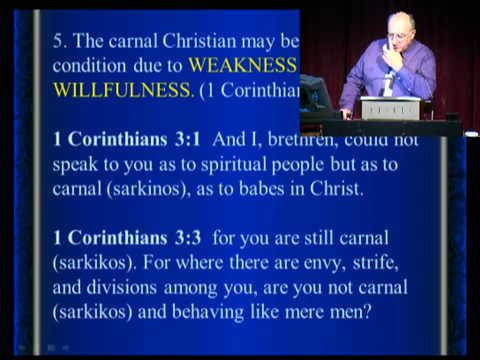 5. The carnal Christian may be
condition due to WEAKNESS
WILLFULNESS. (1 Corinthian
1 Corinthians 3:1 And I, brethren, could not
speak to you as to spiritual people but as to
carnal (sarkinos), as to babes in Christ.
1 Corinthians 3:3 for you are still carnal
(sarkikos). For where there are envy, strife,
and divisions among you, are you not carnal
(sarkikos) and behaving like mere men?